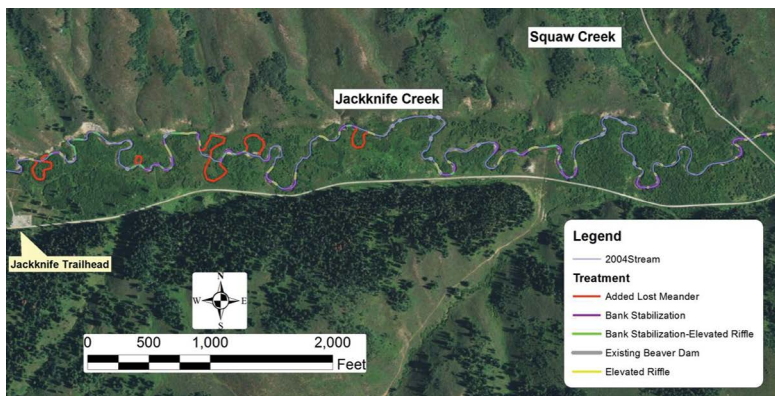 Squaw Creek
Jackknife Creek
Jackknife Trailhead
N
W E
S
0 500 1,000 2,000
Feet
Legend
2004Stream
Treatment
Added Lost Meander
Bank Stabilization
Bank Stabilization-Elevated Riffle
Existing Beaver Dam
Elevated Riffle